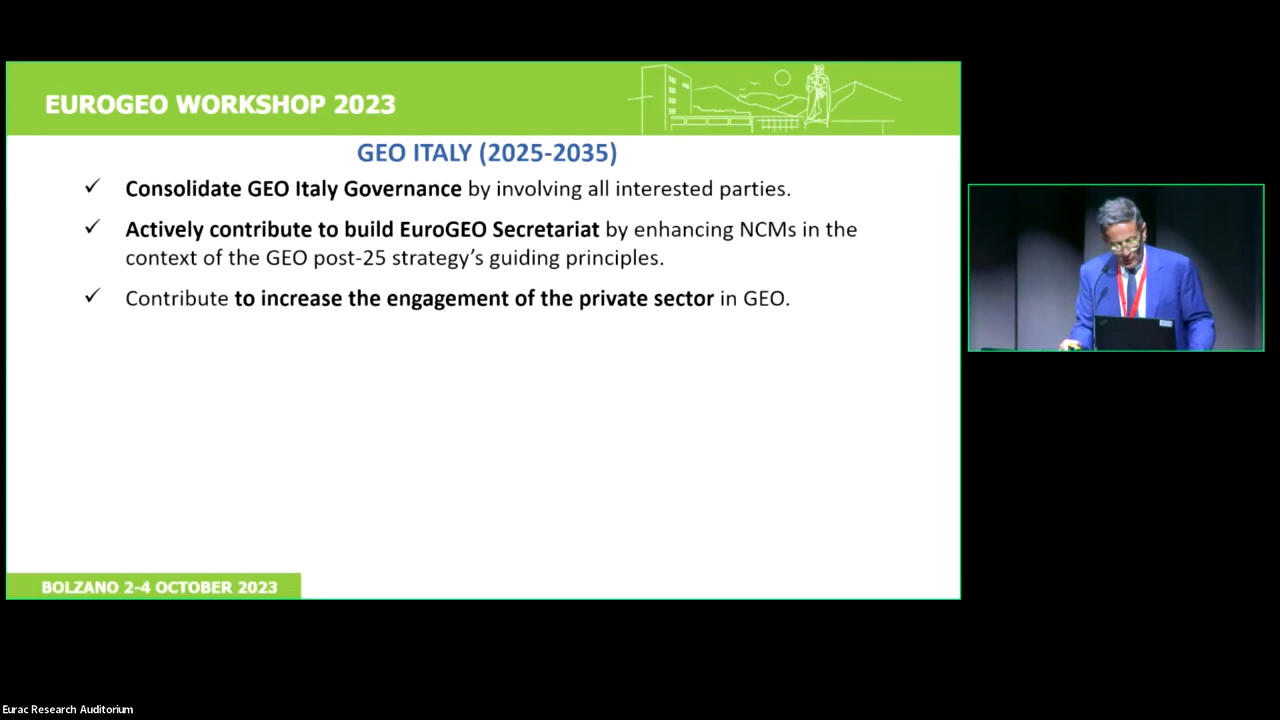 EUROGEO WORKSHOP 2023
GEO ITALY (2025-2035)
✓ Consolidate GEO Italy Governance by involving all interested parties.
✓ Actively contribute to build EuroGEO Secretariat by enhancing NCMs in the
context of the GEO post-25 strategy’s guiding principles.
✓ Contribute to increase the engagement of the private sector in GEO.
BOLZANO 2-4 OCTOBER 2023
Eurac Research Auditorium